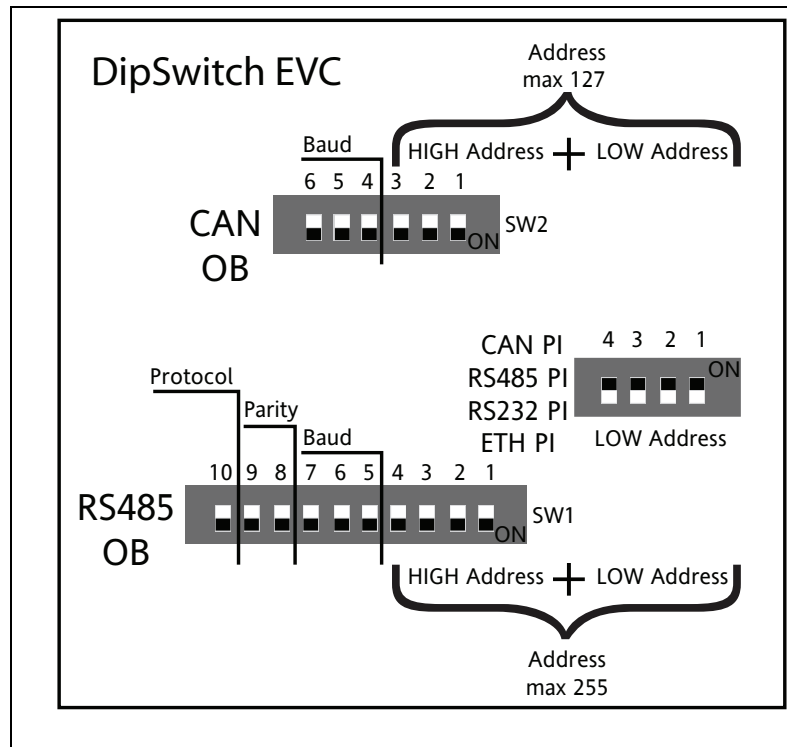 DipSwitch EVC
Address
max 127
Baud
HIGH Address + LOW Address
6 5 4 3 2 1
CAN
OB
ON
SW2
CAN PI
RS485 PI
RS232 PI
ETH PI
4 3 2 1
ON
LOW Address
Protocol
Parity
Baud
10 9 8 7 6 5 4 3 2 1
RS485
OB
ON
SW1
HIGH Address + LOW Address
Address
max 255